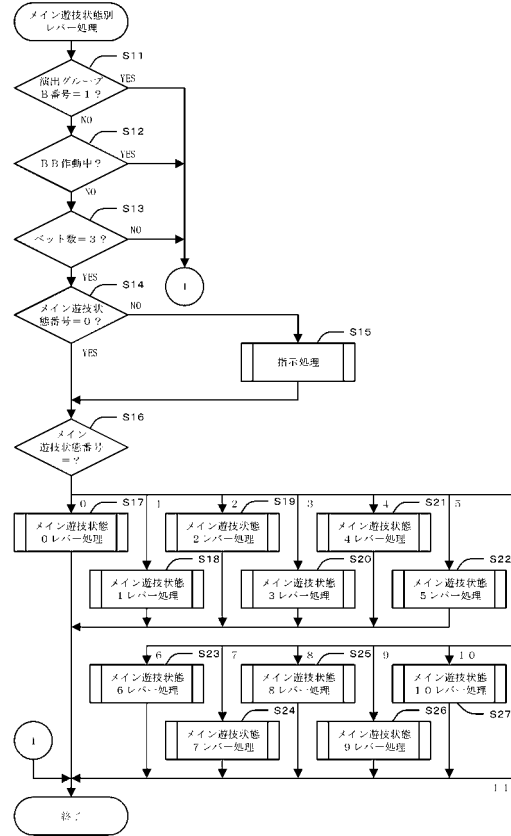 メイン遊技状態別
レバー処理
S11
演出グループ
B番号=1?
YES
NO
S12
BB作動中?
YES
NO
S13
ベット数=3?
NO
YES
1
S14
メイン遊技状
態番号=0?
NO
YES
S15
指示処理
S16
メイン
遊技状態番号
=?
0
S17
1
2
S19
3
4
S21
5
メイン遊技状態
0レバー処理
メイン遊技状態
2レバー処理
メイン遊技状態
4レバー処理
S18
S20
S22
メイン遊技状態
1レバー処理
メイン遊技状態
3レバー処理
メイン遊技状態
5レバー処理
6
S23
7
8
S25
9
10
メイン遊技状態
6レバー処理
メイン遊技状態
8レバー処理
メイン遊技状態
10レバー処理
S24
S26
S27
メイン遊技状態
7レバー処理
メイン遊技状態
9レバー処理
1
11
終了